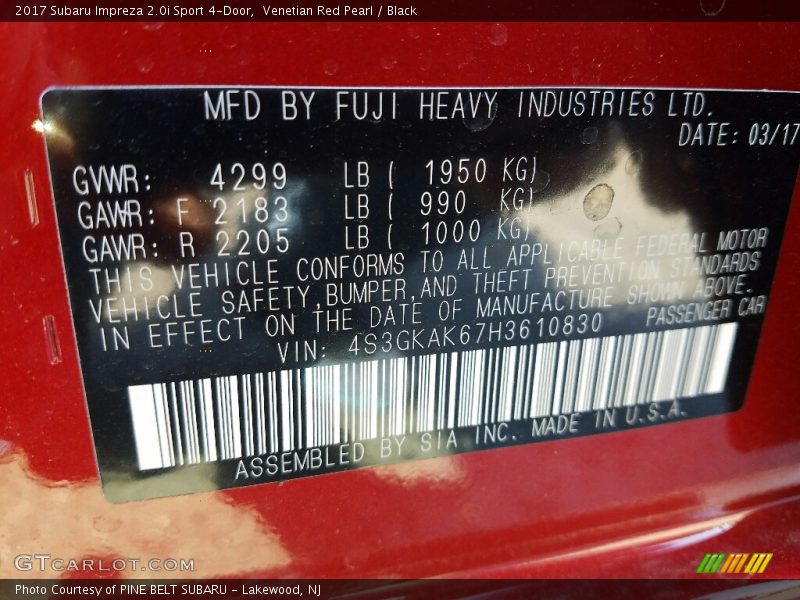 2017 Subaru Impreza 2.0i Sport 4-Door, Venetian Red Pearl / Black
MFD BY FUJI HEAVY INDUSTRIES LTD.
DATE: 03/17
GVWR: 4299 LB ( 1950 KG)
GAWR: F 2183 LB ( 990 KG)
GAWR: R 2205 LB ( 1000 KG)
THIS VEHICLE CONFORMS TO ALL APPLICABLE FEDERAL MOTOR
VEHICLE SAFETY, BUMPER, AND THEFT PREVENTION STANDARDS
IN EFFECT ON THE DATE OF MANUFACTURE SHOWN ABOVE.
VIN: 4S3GKAK67H3610830 PASSENGER CAR
ASSEMBLED BY SIA INC. MADE IN U.S.A.
GTCARLOT.COM
Photo Courtesy of PINE BELT SUBARU - Lakewood, NJ